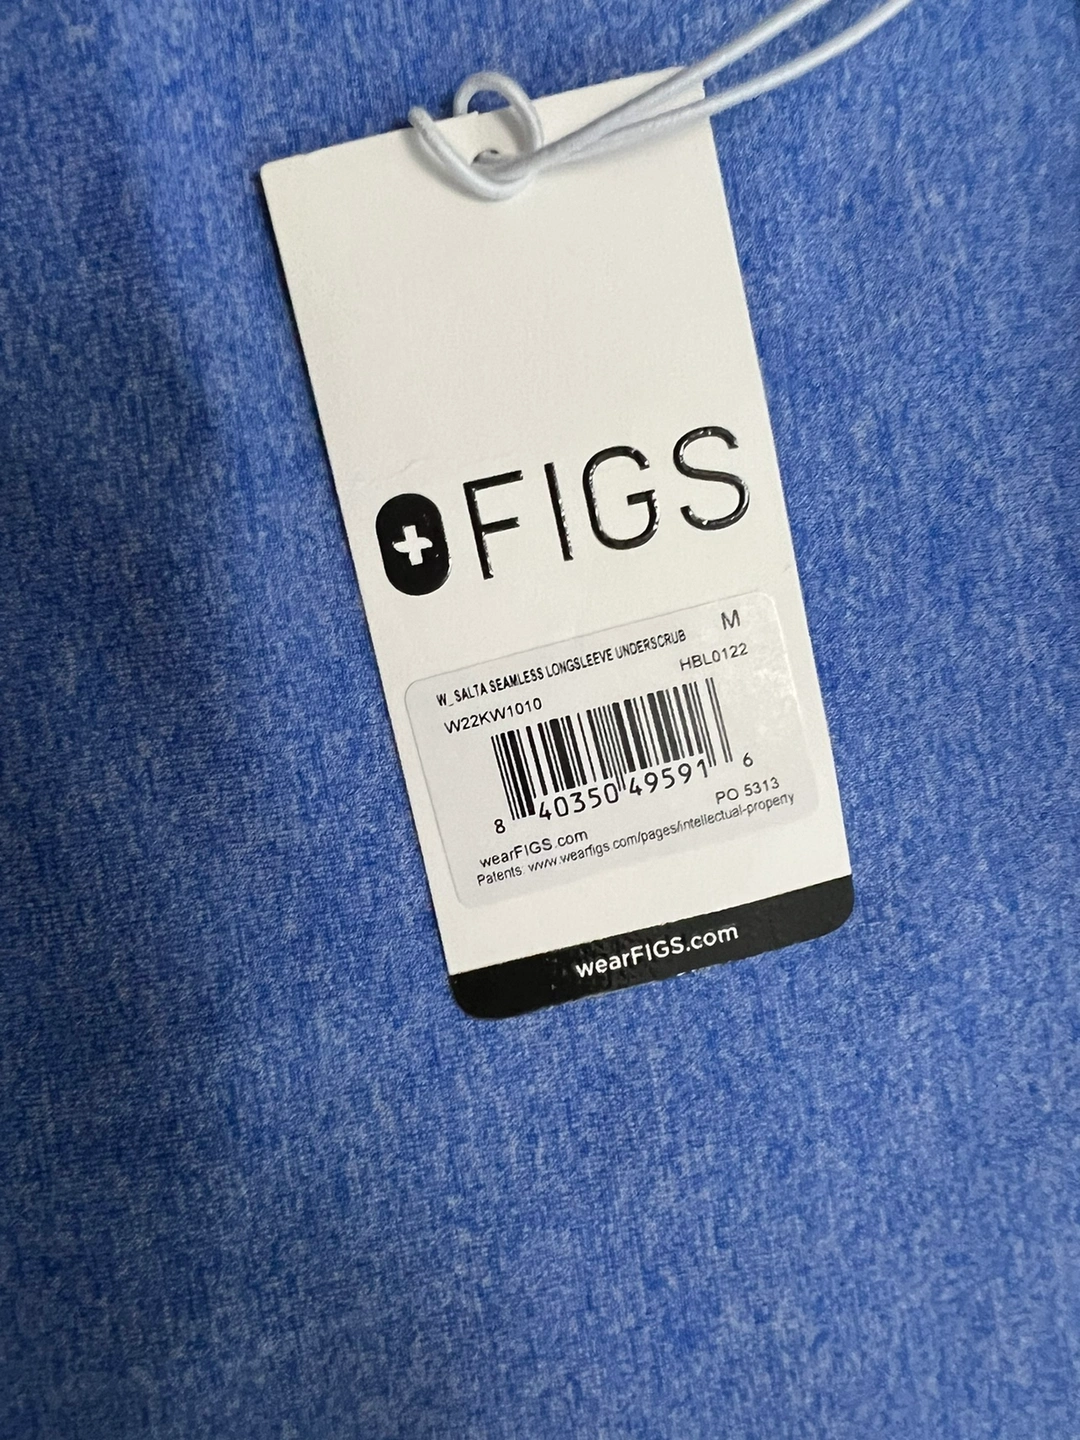 FIGS
M
W_SALTA SEAMLESS LONGSLEEVE UNDERSCRUB
HBL0122
W22KW1010
8 40350 49591 6
PO 5313
wearFIGS.com
Patents: www.wearfigs.com/pages/intellectual-property
wearFIGS.com